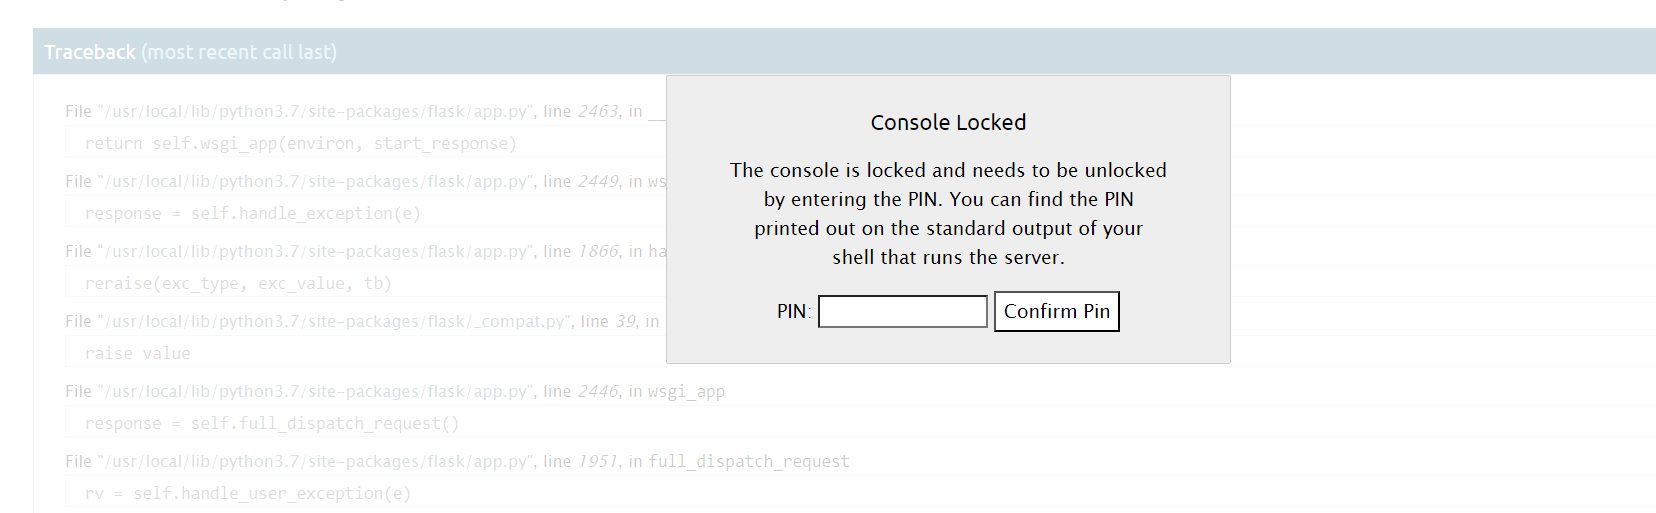 Traceback (most recent call last)
File "/usr/local/lib/python3.7/site-packages/flask/app.py", line 2463, in __
return self.wsgi_app(environ, start_response)
File "/usr/local/lib/python3.7/site-packages/flask/app.py", line 2449, in ws
response = self.handle_exception(e)
File "/usr/local/lib/python3.7/site-packages/flask/app.py", line 1866, in ha
reraise(exc_type, exc_value, tb)
File "/usr/local/lib/python3.7/site-packages/flask/_compat.py", line 39, in
raise value
File "/usr/local/lib/python3.7/site-packages/flask/app.py", line 2446, in wsgi_app
response = self.full_dispatch_request()
File "/usr/local/lib/python3.7/site-packages/flask/app.py", line 1951, in full_dispatch_request
rv = self.handle_user_exception(e)
Console Locked
The console is locked and needs to be unlocked
by entering the PIN. You can find the PIN
printed out on the standard output of your
shell that runs the server.
PIN: Confirm Pin